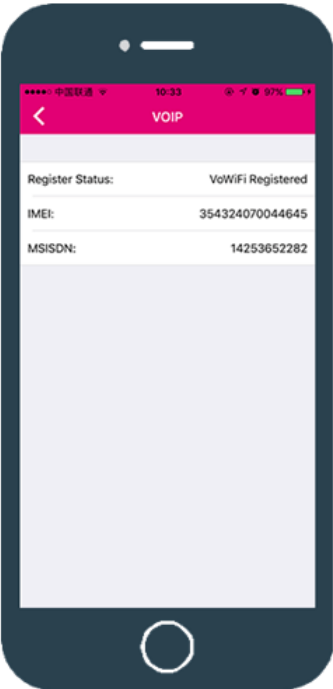 中国联通 10:33 97%
VOIP
Register Status: VoWiFi Registered
IMEI: 354324070044645
MSISDN: 14253652282